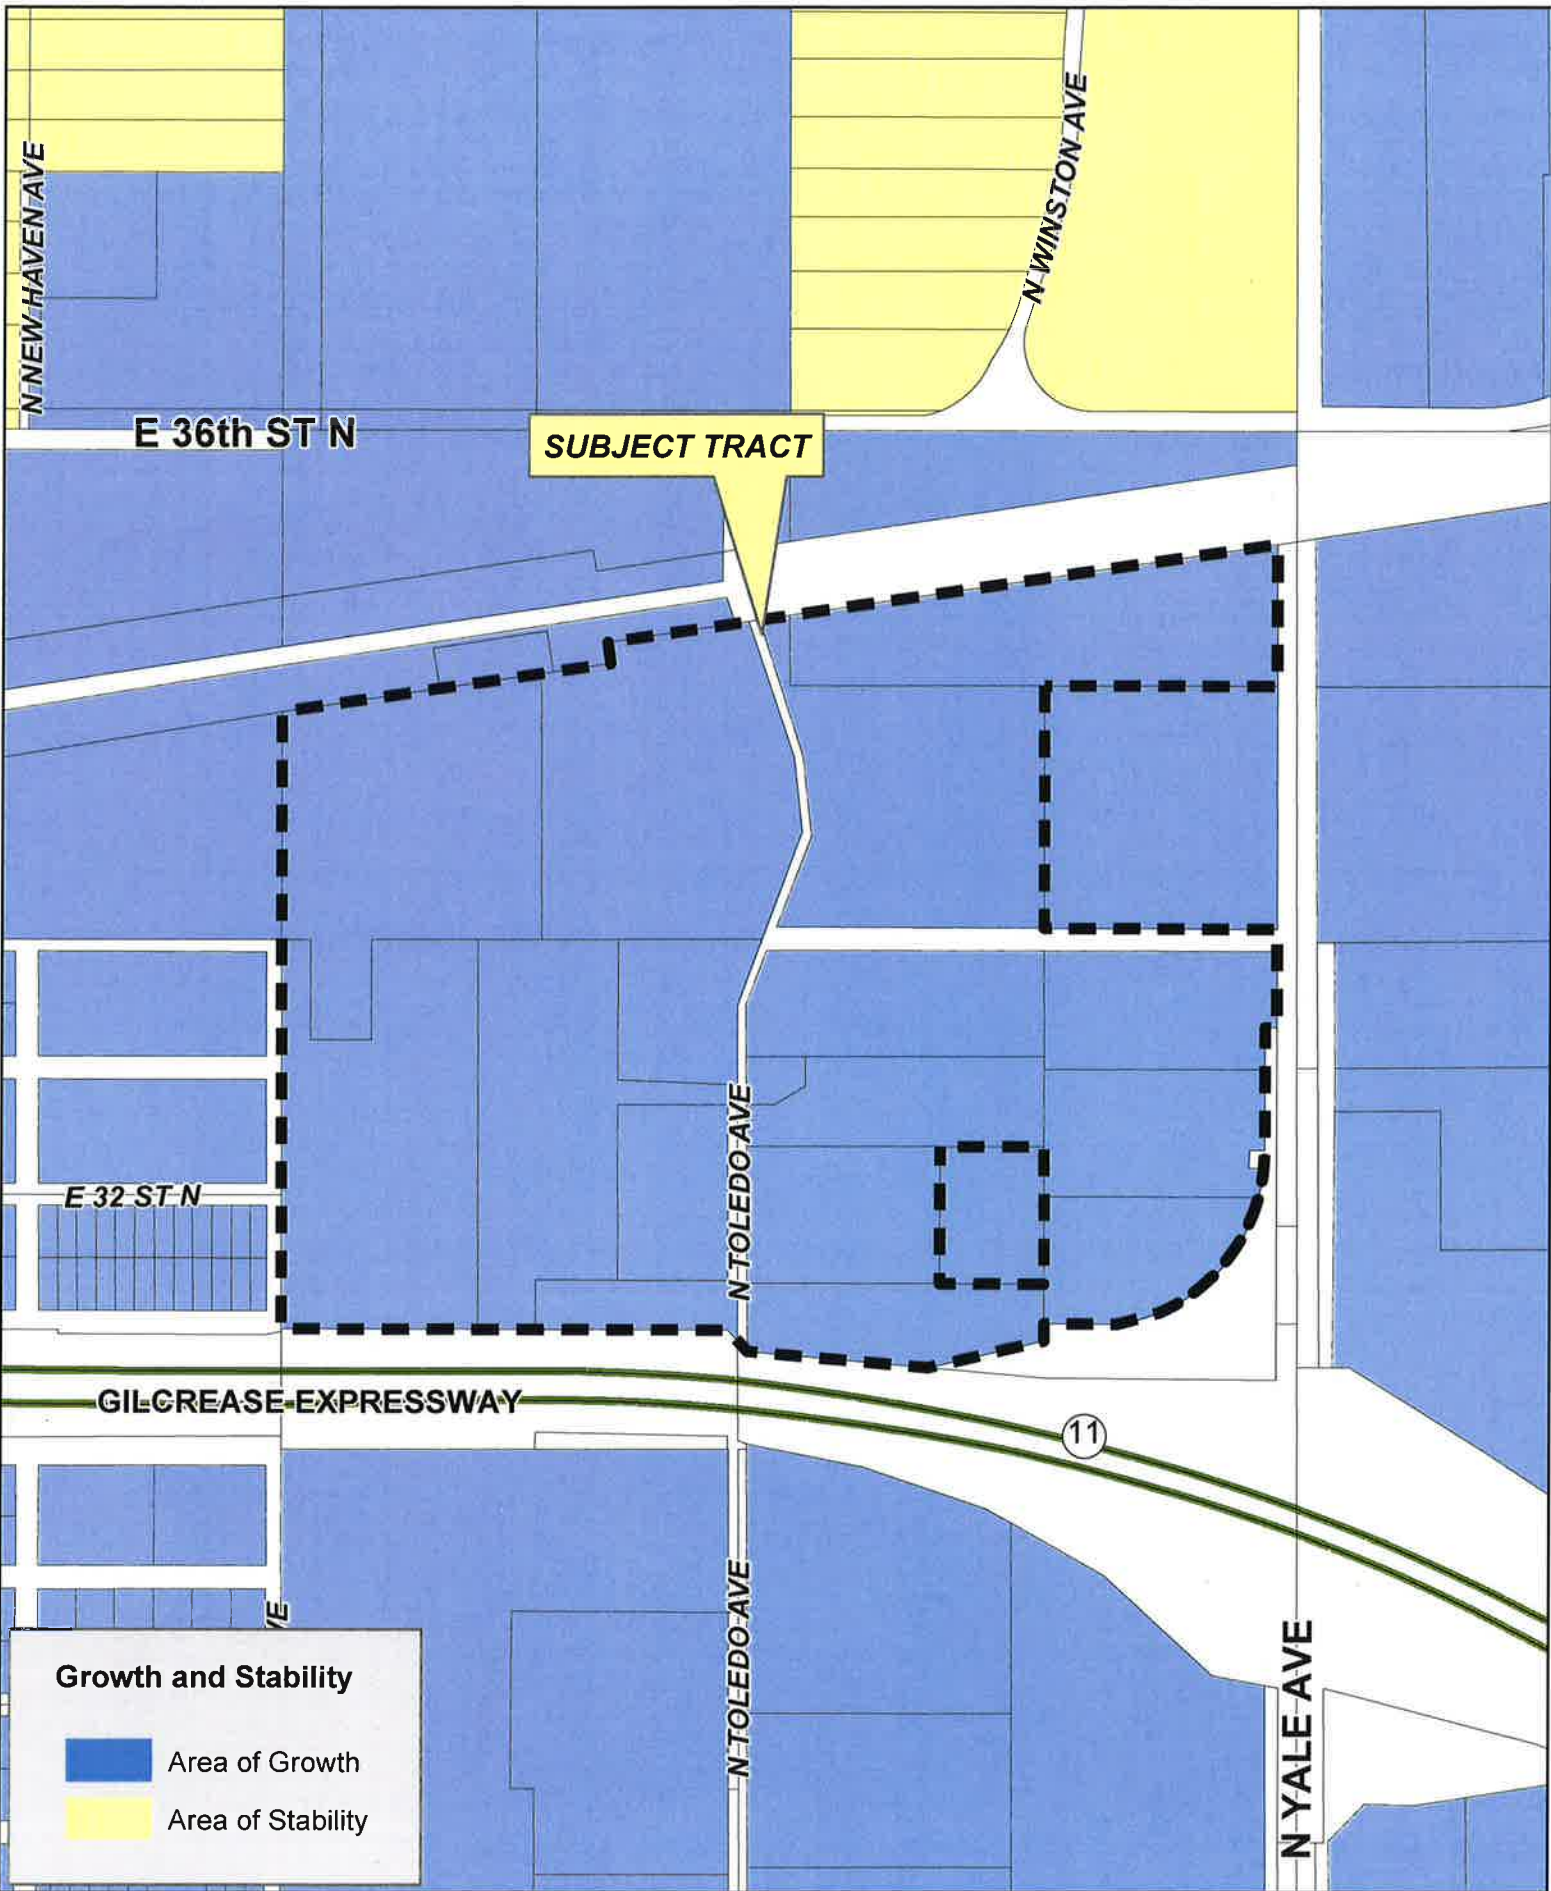 N NEW HAVEN AVE
N WINSTON AVE
E 36th ST N
SUBJECT TRACT
N TOLEDO AVE
E 32 ST N
GILCREASE EXPRESSWAY
11
N TOLEDO AVE
N YALE AVE
VE
Growth and Stability
Area of Growth
Area of Stability